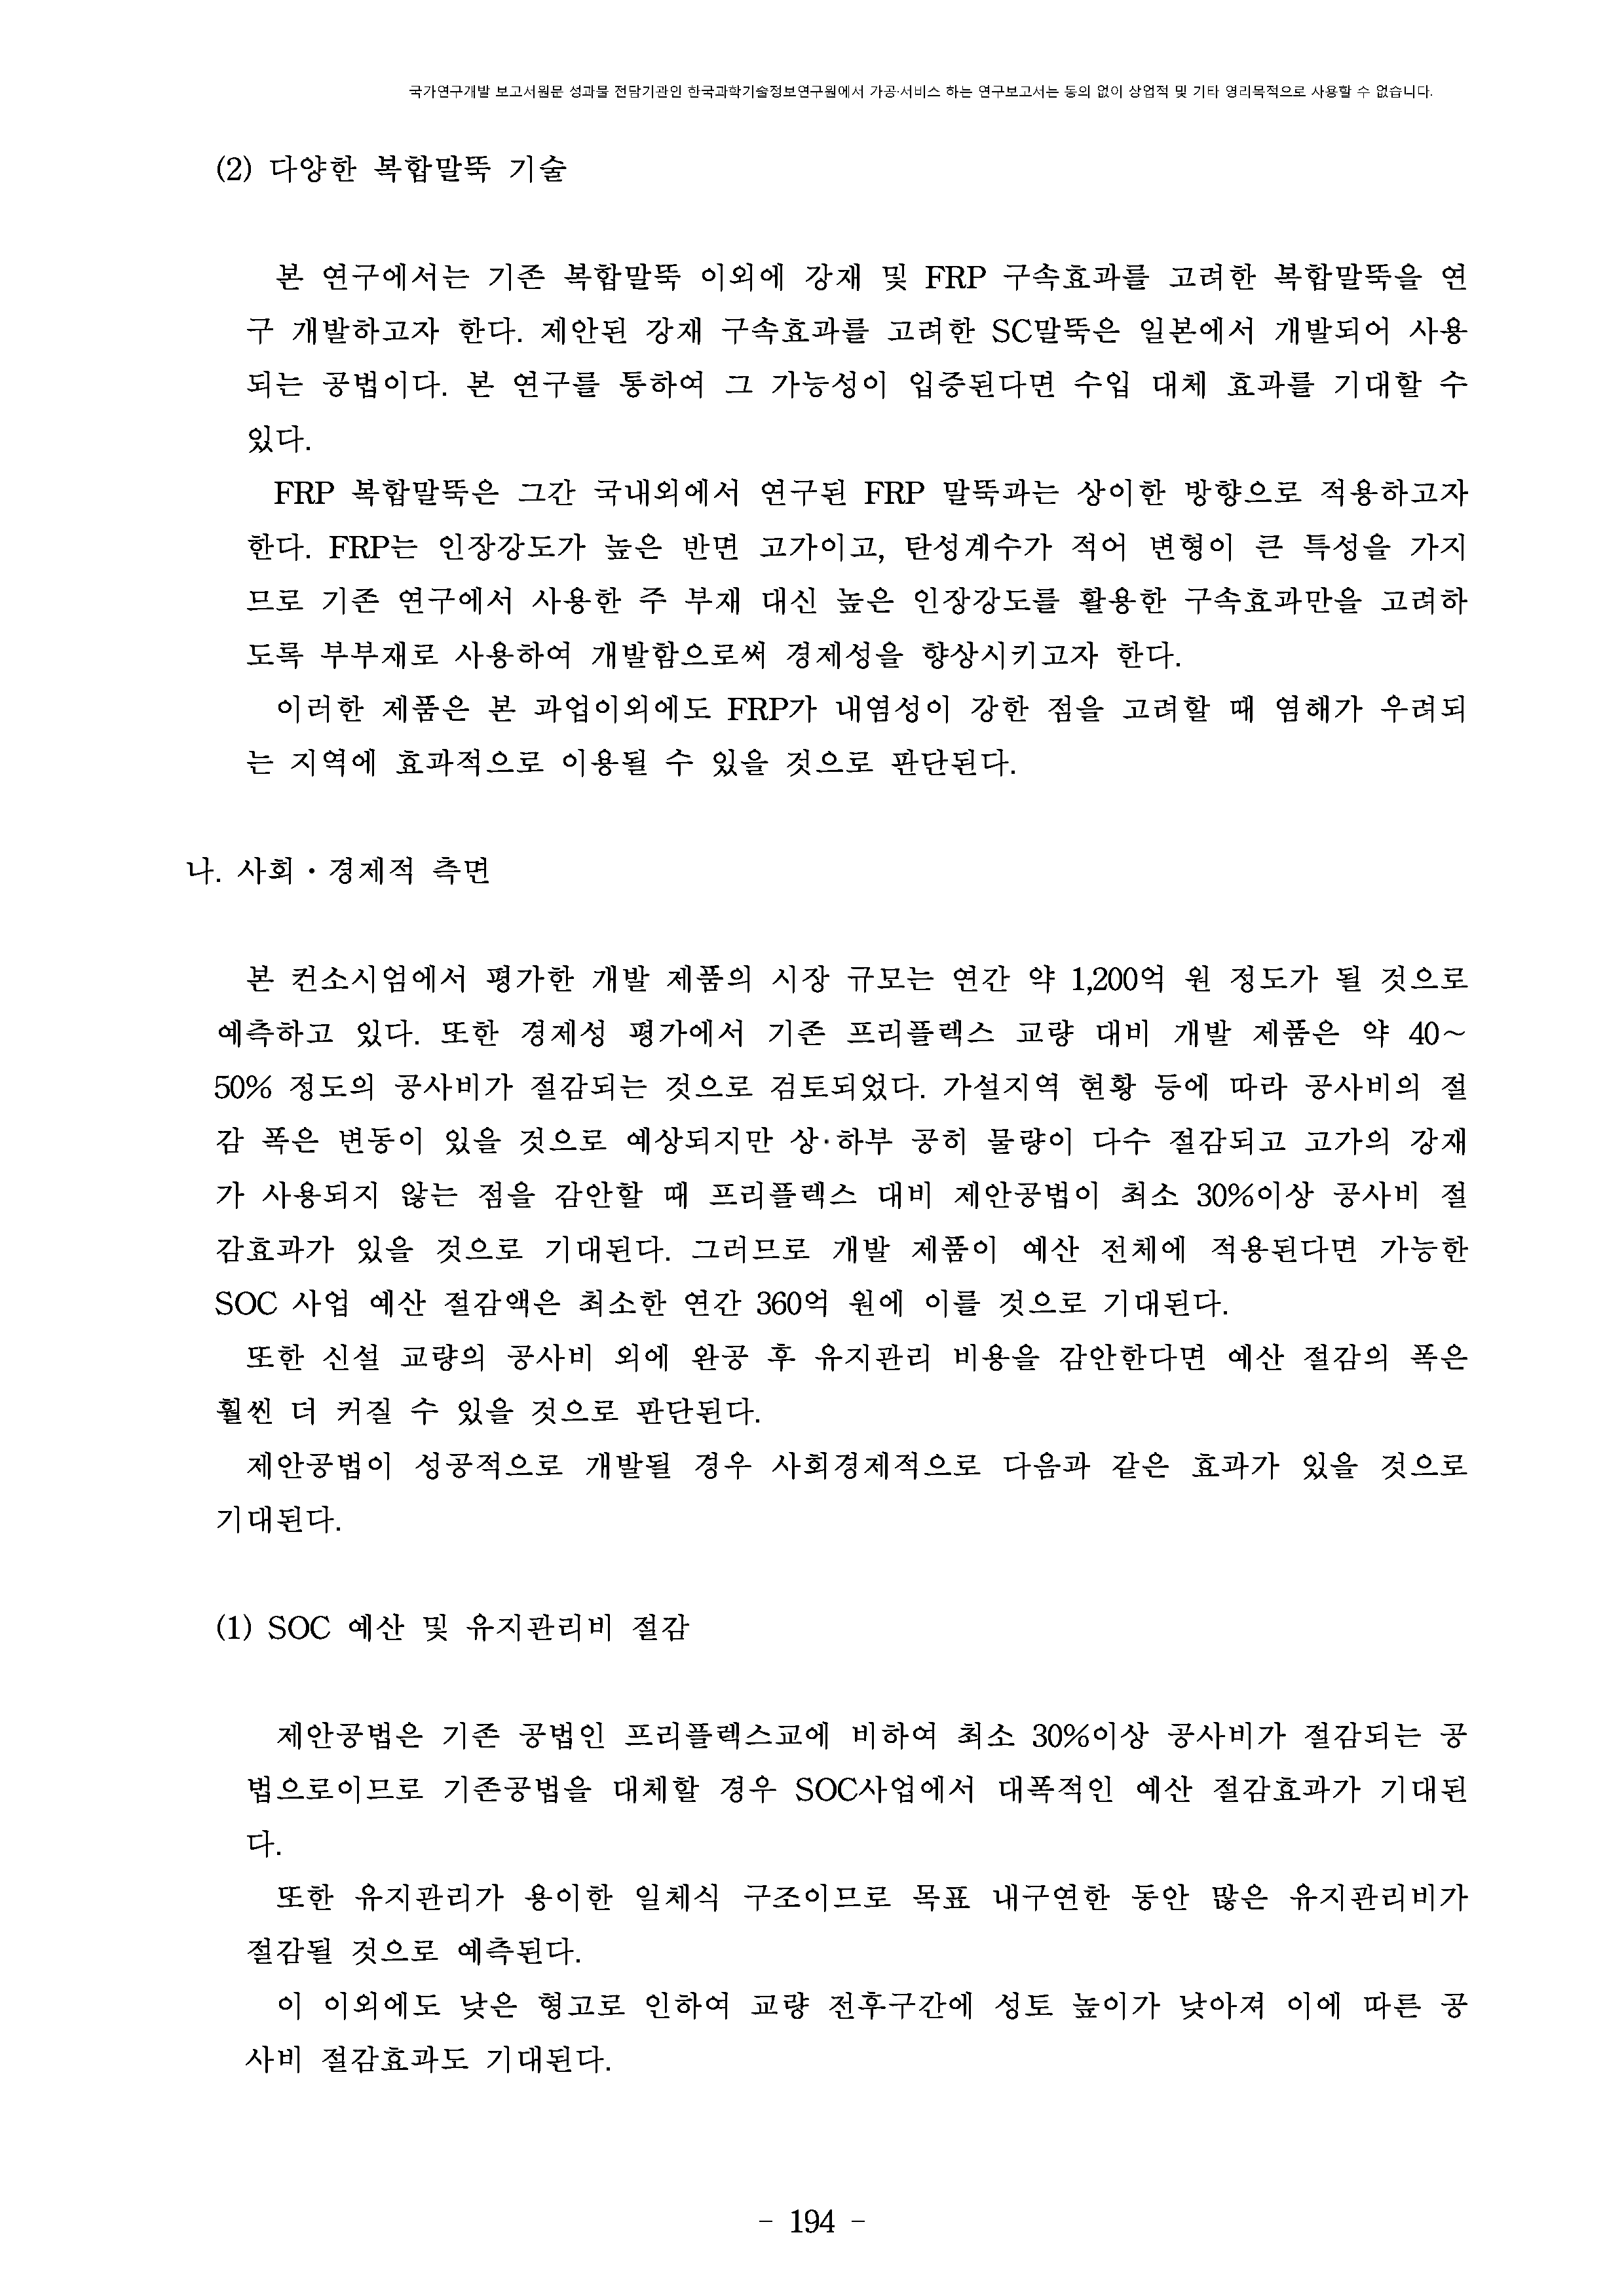 국가연구개발 보고서원문 성과물 전담기관인 한국과학기술정보연구원에서 가공·서비스 하는 연구보고서는 동의 없이 상업적 및 기타 영리목적으로 사용할 수 없습니다.
(2) 다양한 복합말뚝 기술
본 연구에서는 기존 복합말뚝 이외에 강재 및 FRP 구속효과를 고려한 복합말뚝을 연
구 개발하고자 한다. 제안된 강재 구속효과를 고려한 SC말뚝은 일본에서 개발되어 사용
되는 공법이다. 본 연구를 통하여 그 가능성이 입증된다면 수입 대체 효과를 기대할 수
있다.
FRP 복합말뚝은 그간 국내외에서 연구된 FRP 말뚝과는 상이한 방향으로 적용하고자
한다. FRP는 인장강도가 높은 반면 고가이고, 탄성계수가 적어 변형이 큰 특성을 가지
므로 기존 연구에서 사용한 주 부재 대신 높은 인장강도를 활용한 구속효과만을 고려하
도록 부부재로 사용하여 개발함으로써 경제성을 향상시키고자 한다.
이러한 제품은 본 과업이외에도 FRP가 내염성이 강한 점을 고려할 때 염해가 우려되
는 지역에 효과적으로 이용될 수 있을 것으로 판단된다.
나. 사회·경제적 측면
본 컨소시엄에서 평가한 개발 제품의 시장 규모는 연간 약 1,200억 원 정도가 될 것으로
예측하고 있다. 또한 경제성 평가에서 기존 프리플렉스 교량 대비 개발 제품은 약 40~
50% 정도의 공사비가 절감되는 것으로 검토되었다. 가설지역 현황 등에 따라 공사비의 절
감 폭은 변동이 있을 것으로 예상되지만 상·하부 공히 물량이 다수 절감되고 고가의 강재
가 사용되지 않는 점을 감안할 때 프리플렉스 대비 제안공법이 최소 30%이상 공사비 절
감효과가 있을 것으로 기대된다. 그러므로 개발 제품이 예산 전체에 적용된다면 가능한
SOC 사업 예산 절감액은 최소한 연간 360억 원에 이를 것으로 기대된다.
또한 신설 교량의 공사비 외에 완공 후 유지관리 비용을 감안한다면 예산 절감의 폭은
훨씬 더 커질 수 있을 것으로 판단된다.
제안공법이 성공적으로 개발될 경우 사회경제적으로 다음과 같은 효과가 있을 것으로
기대된다.
(1) SOC 예산 및 유지관리비 절감
제안공법은 기존 공법인 프리플렉스교에 비하여 최소 30%이상 공사비가 절감되는 공
법으로이므로 기존공법을 대체할 경우 SOC사업에서 대폭적인 예산 절감효과가 기대된
다.
또한 유지관리가 용이한 일체식 구조이므로 목표 내구연한 동안 많은 유지관리비가
절감될 것으로 예측된다.
이 이외에도 낮은 형고로 인하여 교량 전후구간에 성토 높이가 낮아져 이에 따른 공
사비 절감효과도 기대된다.
- 194 -